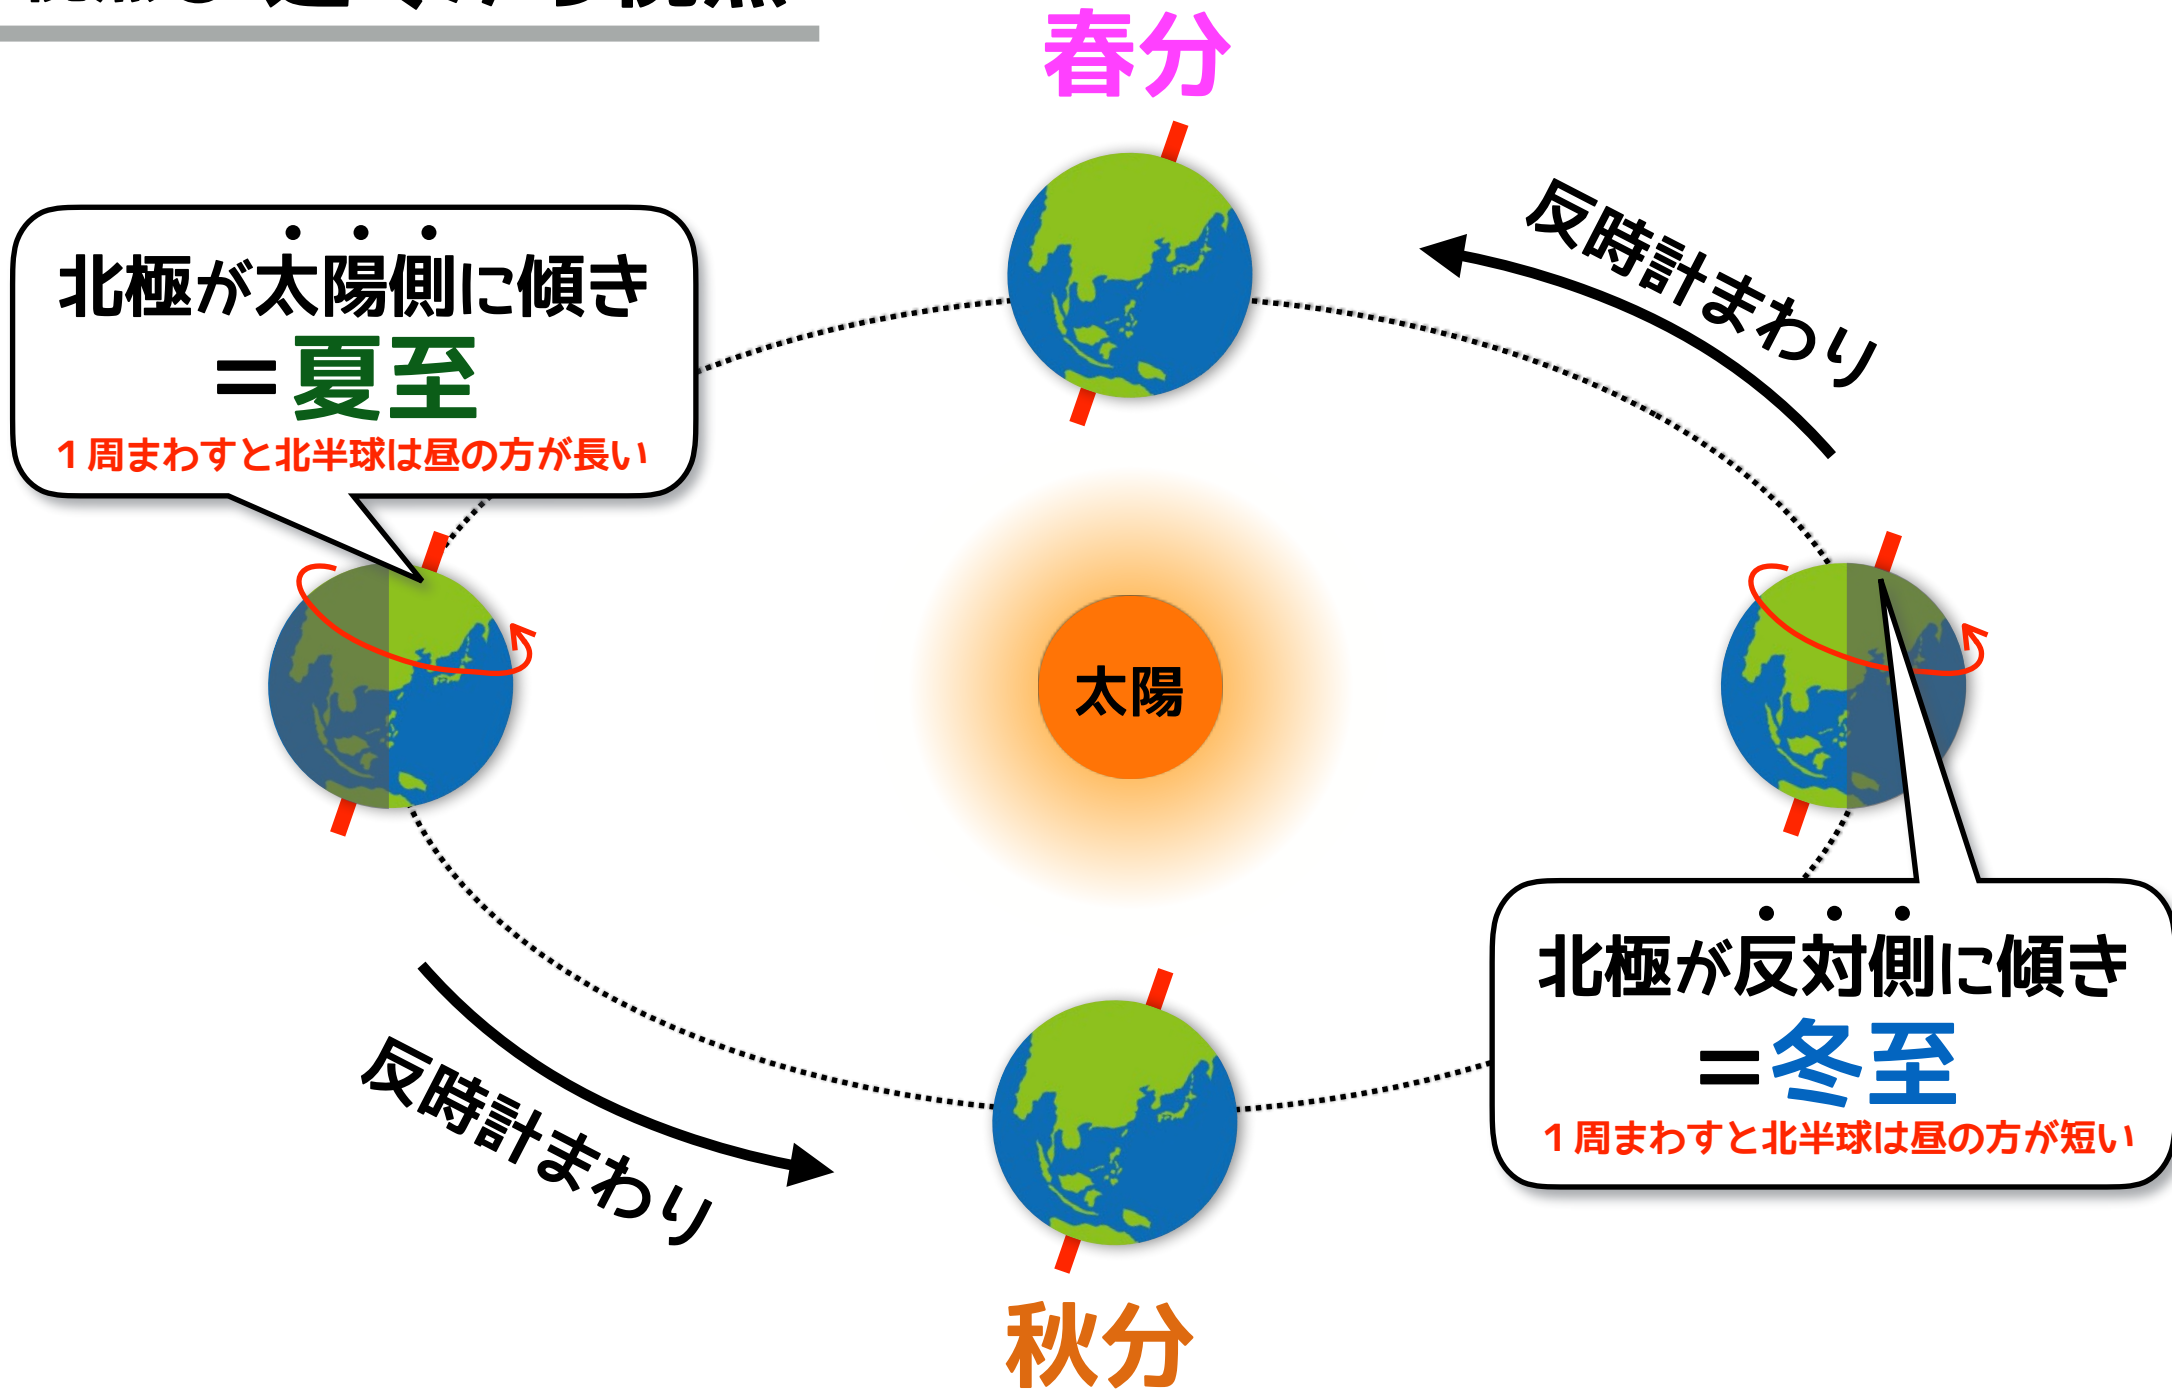 春分
反時計まわり
北極が太陽側に傾き
=夏至
1周まわすと北半球は昼の方が長い
太陽
北極が反対側に傾き
=冬至
1周まわすと北半球は昼の方が短い
反時計まわり
秋分